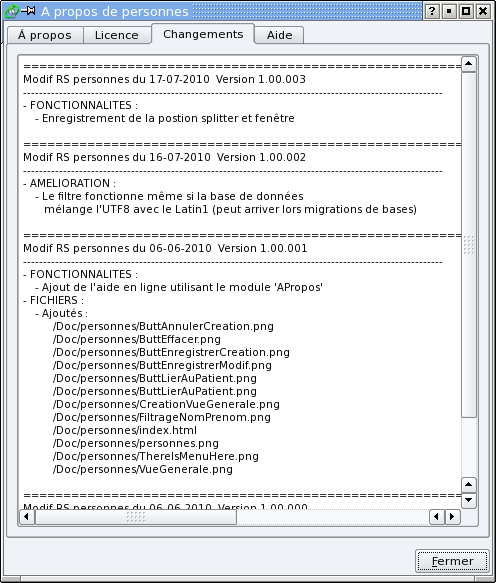 A propos de personnes
Á propos
Licence
Changements
Aide
================================================================
Modif RS personnes du 17-07-2010 Version 1.00.003
----------------------------------------------------------------------------------------------------
- FONCTIONNALITES :
- Enregistrement de la postion splitter et fenêtre
================================================================
Modif RS personnes du 16-07-2010 Version 1.00.002
----------------------------------------------------------------------------------------------------
- AMELIORATION :
- Le filtre fonctionne même si la base de données
mélange l'UTF8 avec le Latin1 (peut arriver lors migrations de bases)
================================================================
Modif RS personnes du 06-06-2010 Version 1.00.001
----------------------------------------------------------------------------------------------------
- FONCTIONNALITES :
- Ajout de l'aide en ligne utilisant le module 'APropos'
- FICHIERS :
- Ajoutés :
/Doc/personnes/ButtAnnulerCreation.png
/Doc/personnes/ButtEffacer.png
/Doc/personnes/ButtEnregistrerCreation.png
/Doc/personnes/ButtEnregistrerModif.png
/Doc/personnes/ButtLierAuPatient.png
/Doc/personnes/ButtLierAuPatient.png
/Doc/personnes/CreationVueGenerale.png
/Doc/personnes/FiltrageNomPrenom.png
/Doc/personnes/index.html
/Doc/personnes/personnes.png
/Doc/personnes/ThereIsMenuHere.png
/Doc/personnes/VueGenerale.png
================================================================
Modif RS personnes du 06-06-2010 Version 1.00.000
Fermer